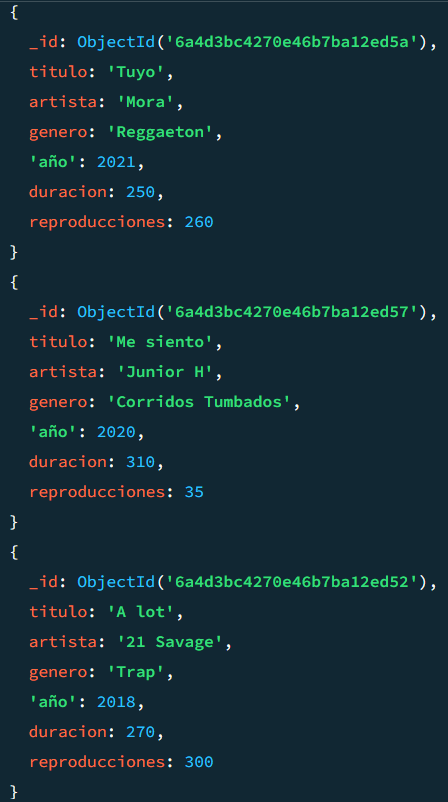 {
_id: ObjectId('6a4d3bc4270e46b7ba12ed5a'),
titulo: 'Tuyo',
artista: 'Mora',
genero: 'Reggaeton',
'año': 2021,
duracion: 250,
reproducciones: 260
}
{
_id: ObjectId('6a4d3bc4270e46b7ba12ed57'),
titulo: 'Me siento',
artista: 'Junior H',
genero: 'Corridos Tumbados',
'año': 2020,
duracion: 310,
reproducciones: 35
}
{
_id: ObjectId('6a4d3bc4270e46b7ba12ed52'),
titulo: 'A lot',
artista: '21 Savage',
genero: 'Trap',
'año': 2018,
duracion: 270,
reproducciones: 300
}